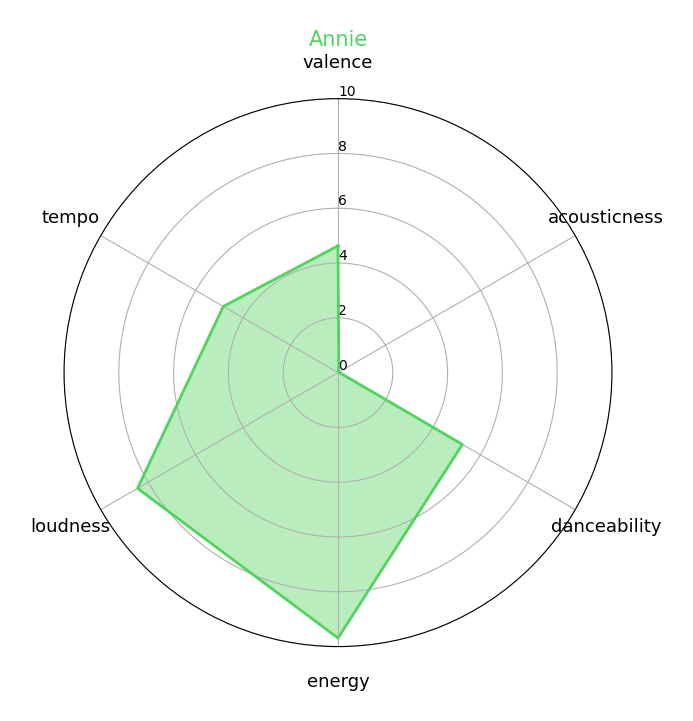 Annie
valence
10
8
tempo
acousticness
6
4
2
0
loudness
danceability
energy